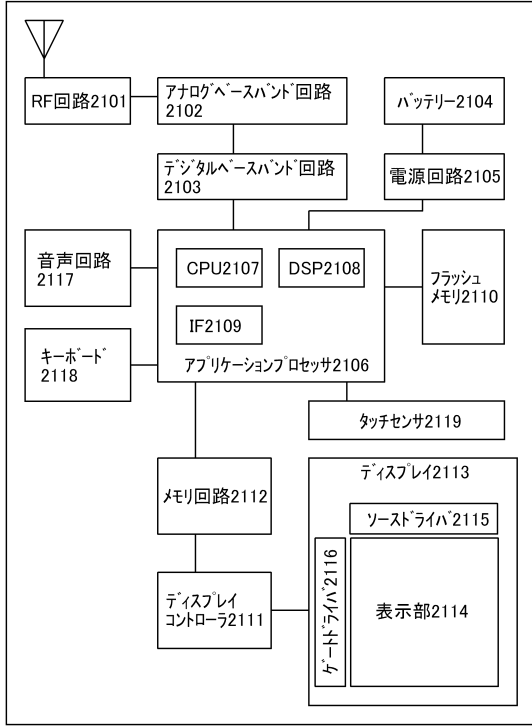 RF回路2101
アナログベースバンド回路
2102
バッテリー2104
デジタルベースバンド回路
2103
電源回路2105
音声回路
2117
CPU2107
DSP2108
フラッシュ
メモリ2110
IF2109
アプリケーションプロセッサ2106
キーボード
2118
タッチセンサ2119
メモリ回路2112
ディスプレイ2113
ソースドライバ2115
ゲートドライバ2116
表示部2114
ディスプレイ
コントローラ2111